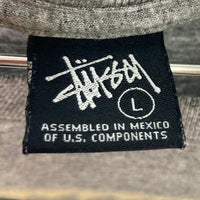 Stüssy
L
ASSEMBLED IN MEXICO
OF U.S. COMPONENTS